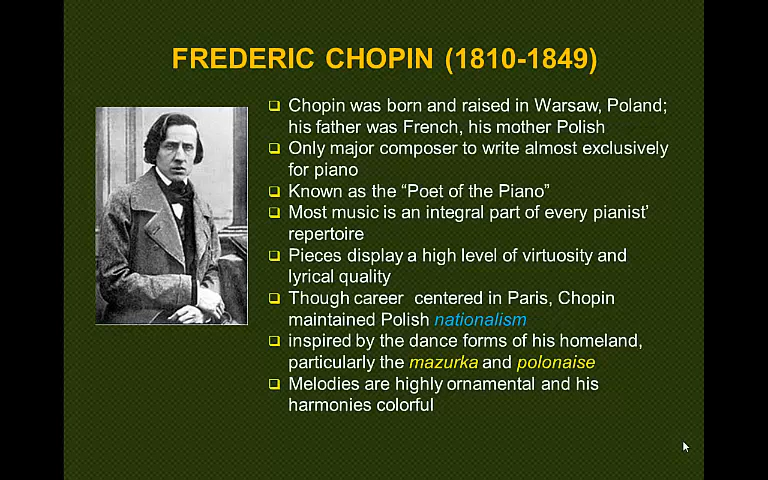 FREDERIC CHOPIN (1810-1849)
❑ Chopin was born and raised in Warsaw, Poland;
his father was French, his mother Polish
❑ Only major composer to write almost exclusively
for piano
❑ Known as the “Poet of the Piano”
❑ Most music is an integral part of every pianist’
repertoire
❑ Pieces display a high level of virtuosity and
lyrical quality
❑ Though career  centered in Paris, Chopin
maintained Polish nationalism
❑ inspired by the dance forms of his homeland,
particularly the mazurka and polonaise
❑ Melodies are highly ornamental and his
harmonies colorful